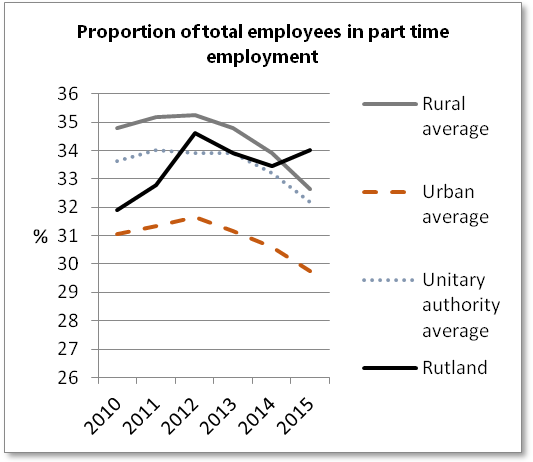 Proportion of total employees in part time
employment
36
35
34
33
32
31
30
29
28
27
26
%
2010
2011
2012
2013
2014
2015
Rural
average
Urban
average
Unitary
authority
average
Rutland